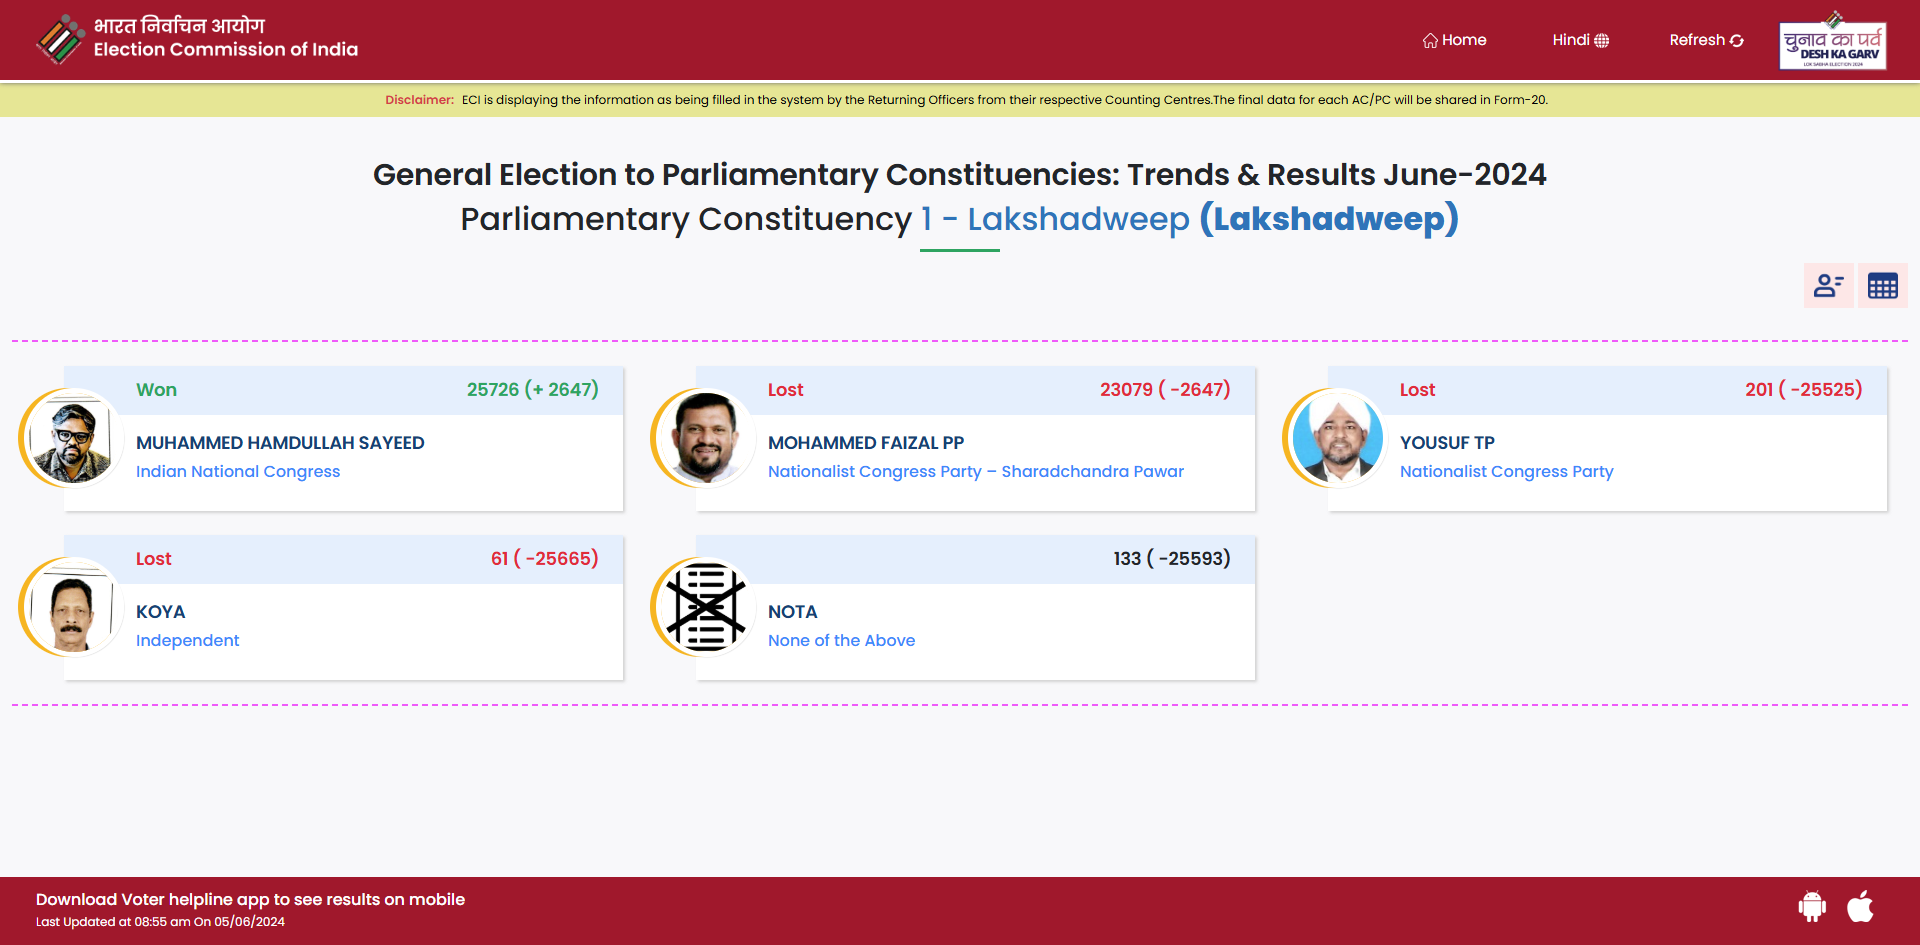 भारत निर्वाचन आयोग
Election Commission of India
Home
Hindi
Refresh
चुनाव का पर्व
DESH KA GARV
LOK SABHA ELECTION 2024
Disclaimer: ECI is displaying the information as being filled in the system by the Returning Officers from their respective Counting Centres.The final data for each AC/PC will be shared in Form-20.
General Election to Parliamentary Constituencies: Trends & Results June-2024
Parliamentary Constituency 1 - Lakshadweep (Lakshadweep)
Won 25726 (+ 2647)
MUHAMMED HAMDULLAH SAYEED
Indian National Congress
Lost 23079 ( -2647)
MOHAMMED FAIZAL PP
Nationalist Congress Party – Sharadchandra Pawar
Lost 201 ( -25525)
YOUSUF TP
Nationalist Congress Party
Lost 61 ( -25665)
KOYA
Independent
133 ( -25593)
NOTA
None of the Above
Download Voter helpline app to see results on mobile
Last Updated at 08:55 am On 05/06/2024